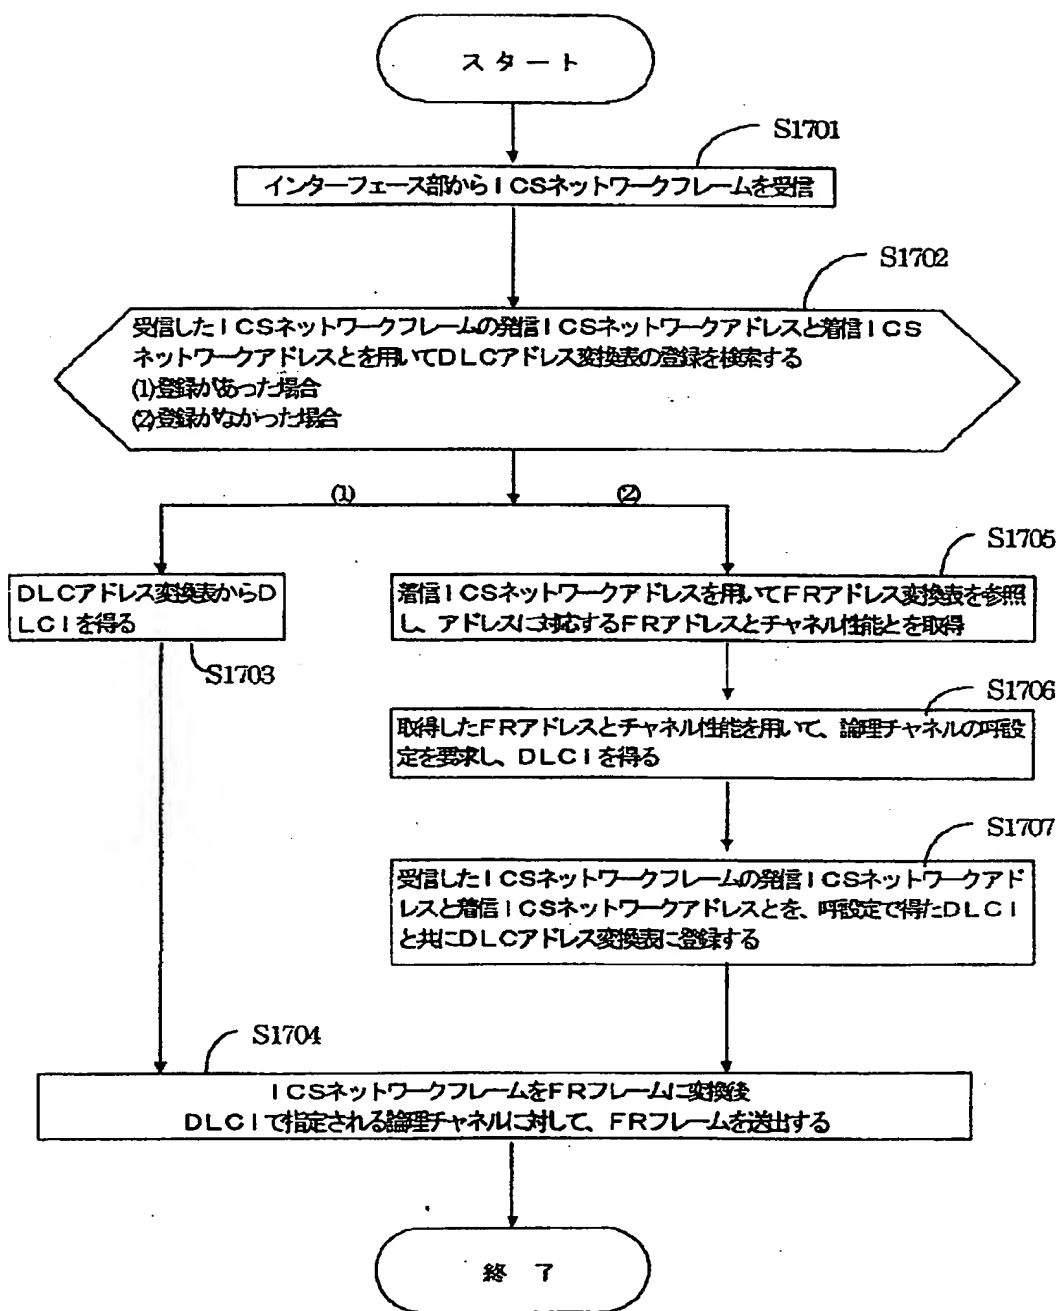 スタート
S1701
インターフェース部からICSネットワークフレームを受信
S1702
受信したICSネットワークフレームの発信ICSネットワークアドレスと着信ICS
ネットワークアドレスとを用いてDLCアドレス変換表の登録を検索する
(1)登録があった場合
(2)登録がなかった場合
(1)
(2)
DLCアドレス変換表からD
LCIを得る
S1703
S1705
着信ICSネットワークアドレスを用いてFRアドレス変換表を参照
し、アドレスに対応するFRアドレスとチャネル性能とを取得
S1706
取得したFRアドレスとチャネル性能を用いて、論理チャネルの呼設
定を要求し、DLCIを得る
S1707
受信したICSネットワークフレームの発信ICSネットワークアド
レスと着信ICSネットワークアドレスとを、呼設定で得たDLCI
と共にDLCアドレス変換表に登録する
S1704
ICSネットワークフレームをFRフレームに変換後
DLCIで指定される論理チャネルに対して、FRフレームを送出する
終了